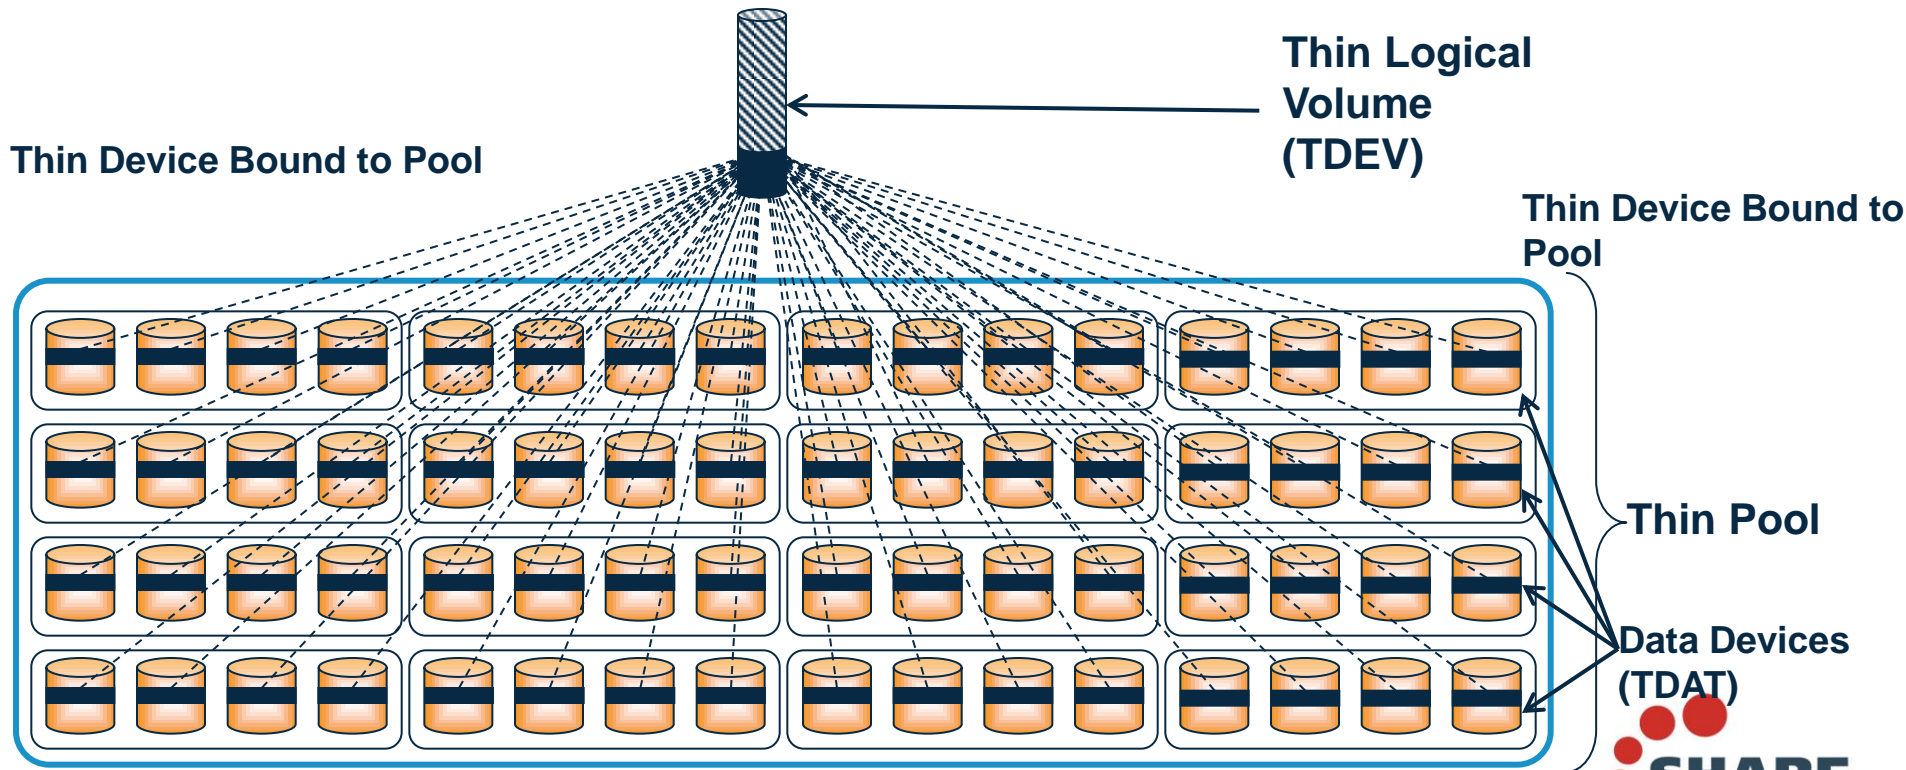 Thin Logical
Volume
(TDEV)
Thin Device Bound to Pool
Thin Device Bound to
Pool
Thin Pool
Data Devices
(TDAT)
SHARE